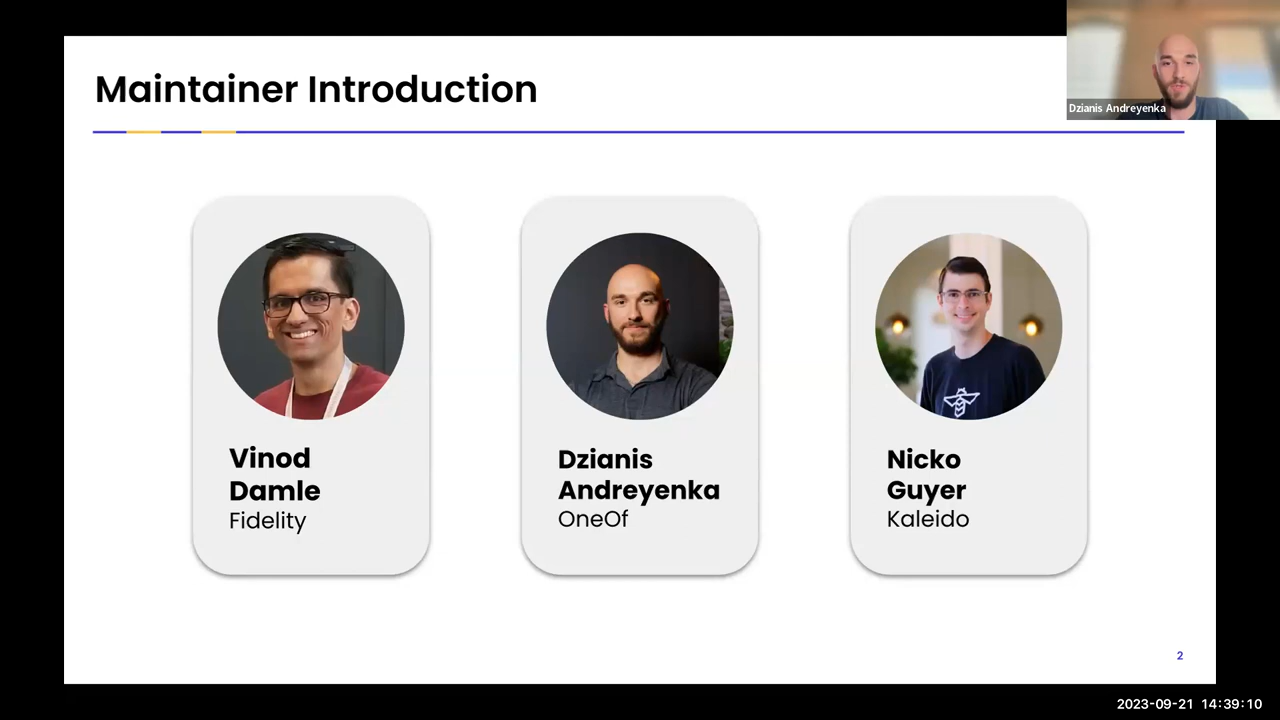 Maintainer Introduction
Dzianis Andreyenka
Vinod
Damle
Fidelity
Dzianis
Andreyenka
OneOf
Nicko
Guyer
Kaleido
2
2023-09-21 14:39:10